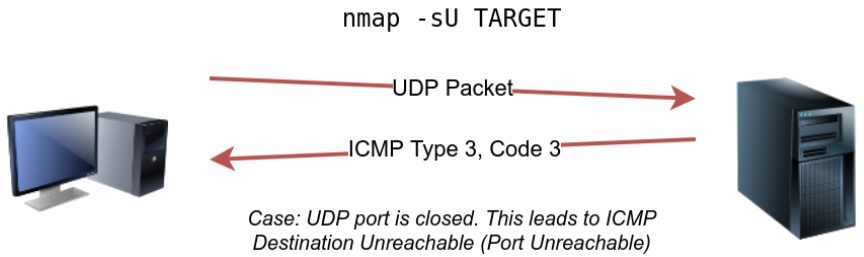 nmap -sU TARGET
UDP Packet
ICMP Type 3, Code 3
Case: UDP port is closed. This leads to ICMP
Destination Unreachable (Port Unreachable)